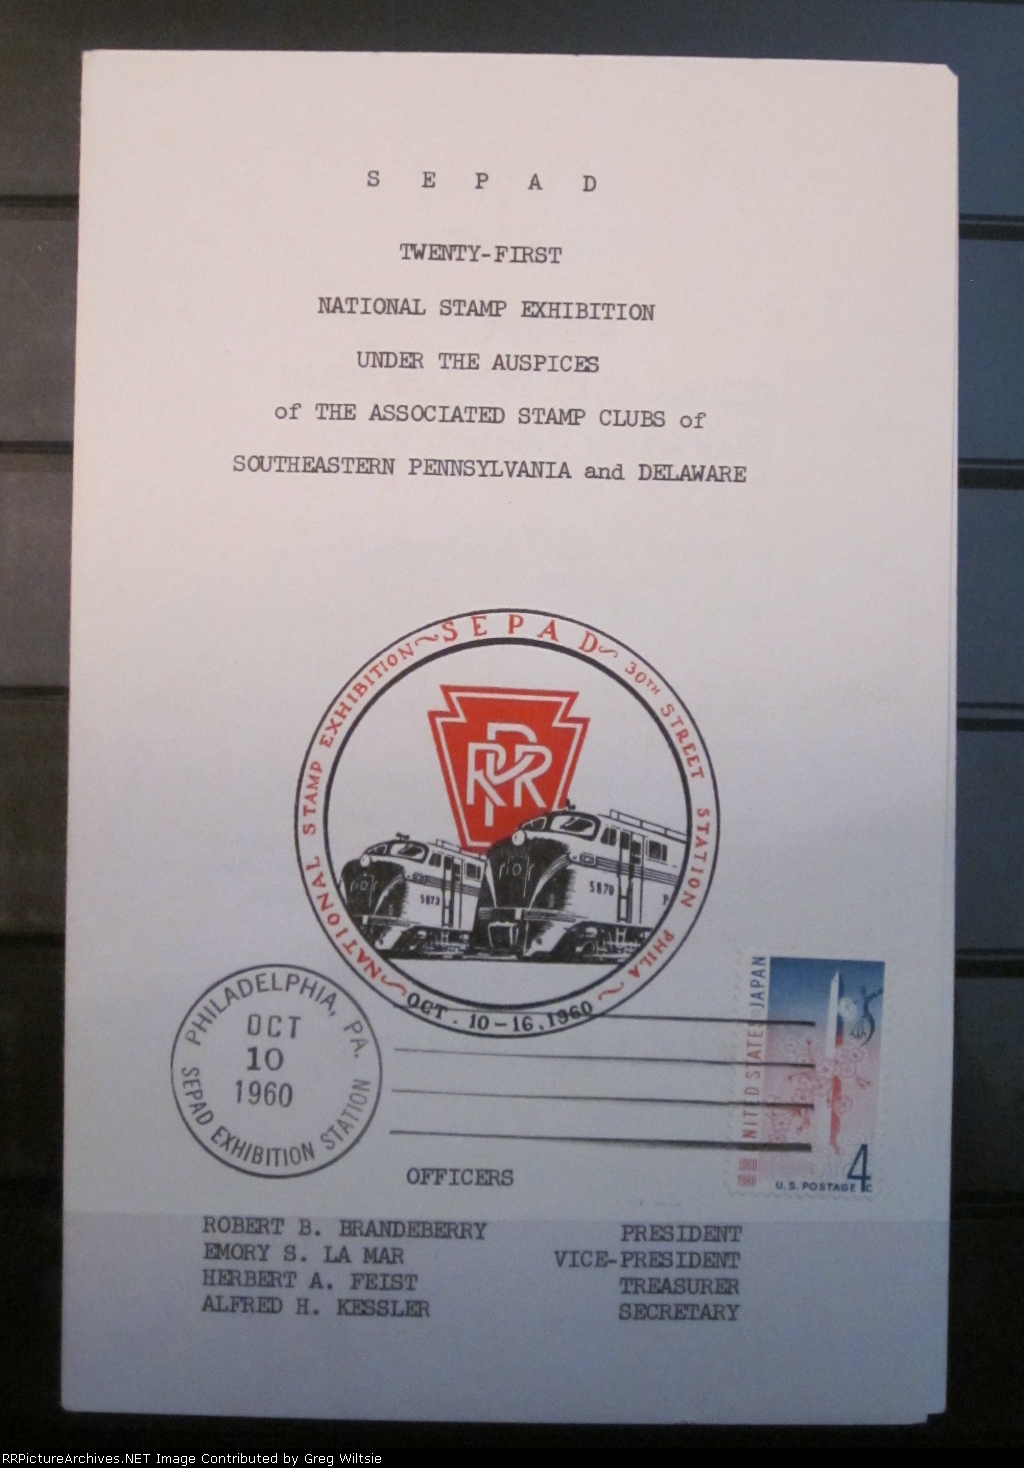 S E P A D
TWENTY-FIRST
NATIONAL STAMP EXHIBITION
UNDER THE AUSPICES
of THE ASSOCIATED STAMP CLUBS of
SOUTHEASTERN PENNSYLVANIA and DELAWARE
NATIONAL STAMP EXHIBITION~SEPAD~30TH STREET STATION PHILA~
PRR
5873
5870
P
OCT. 10-16, 1960
PHILADELPHIA, PA.
OCT
10
1960
SEPAD EXHIBITION STATION
UNITED STATES JAPAN
1860
1960
U.S. POSTAGE 4c
OFFICERS
ROBERT B. BRANDEBERRY PRESIDENT
EMORY S. LA MAR VICE-PRESIDENT
HERBERT A. FEIST TREASURER
ALFRED H. KESSLER SECRETARY
RRPictureArchives.NET Image Contributed by Greg Wiltsie